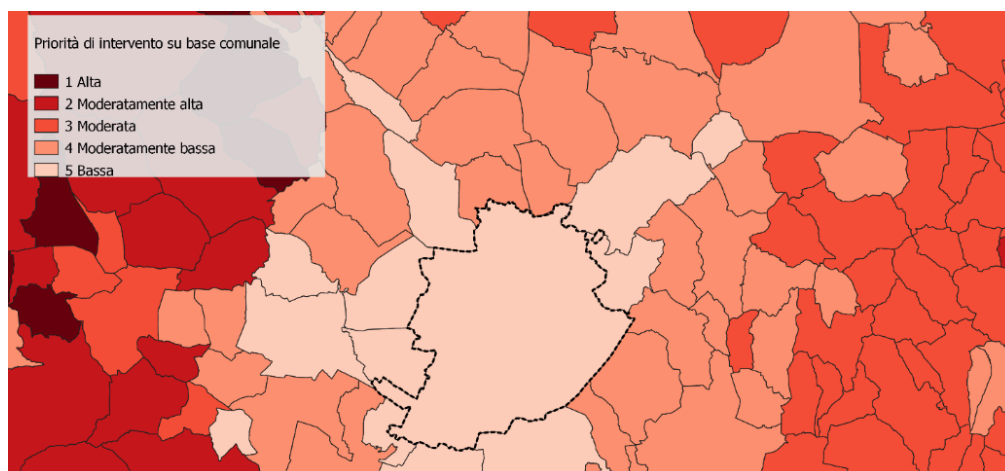 Priorità di intervento su base comunale
1 Alta
2 Moderatamente alta
3 Moderata
4 Moderatamente bassa
5 Bassa